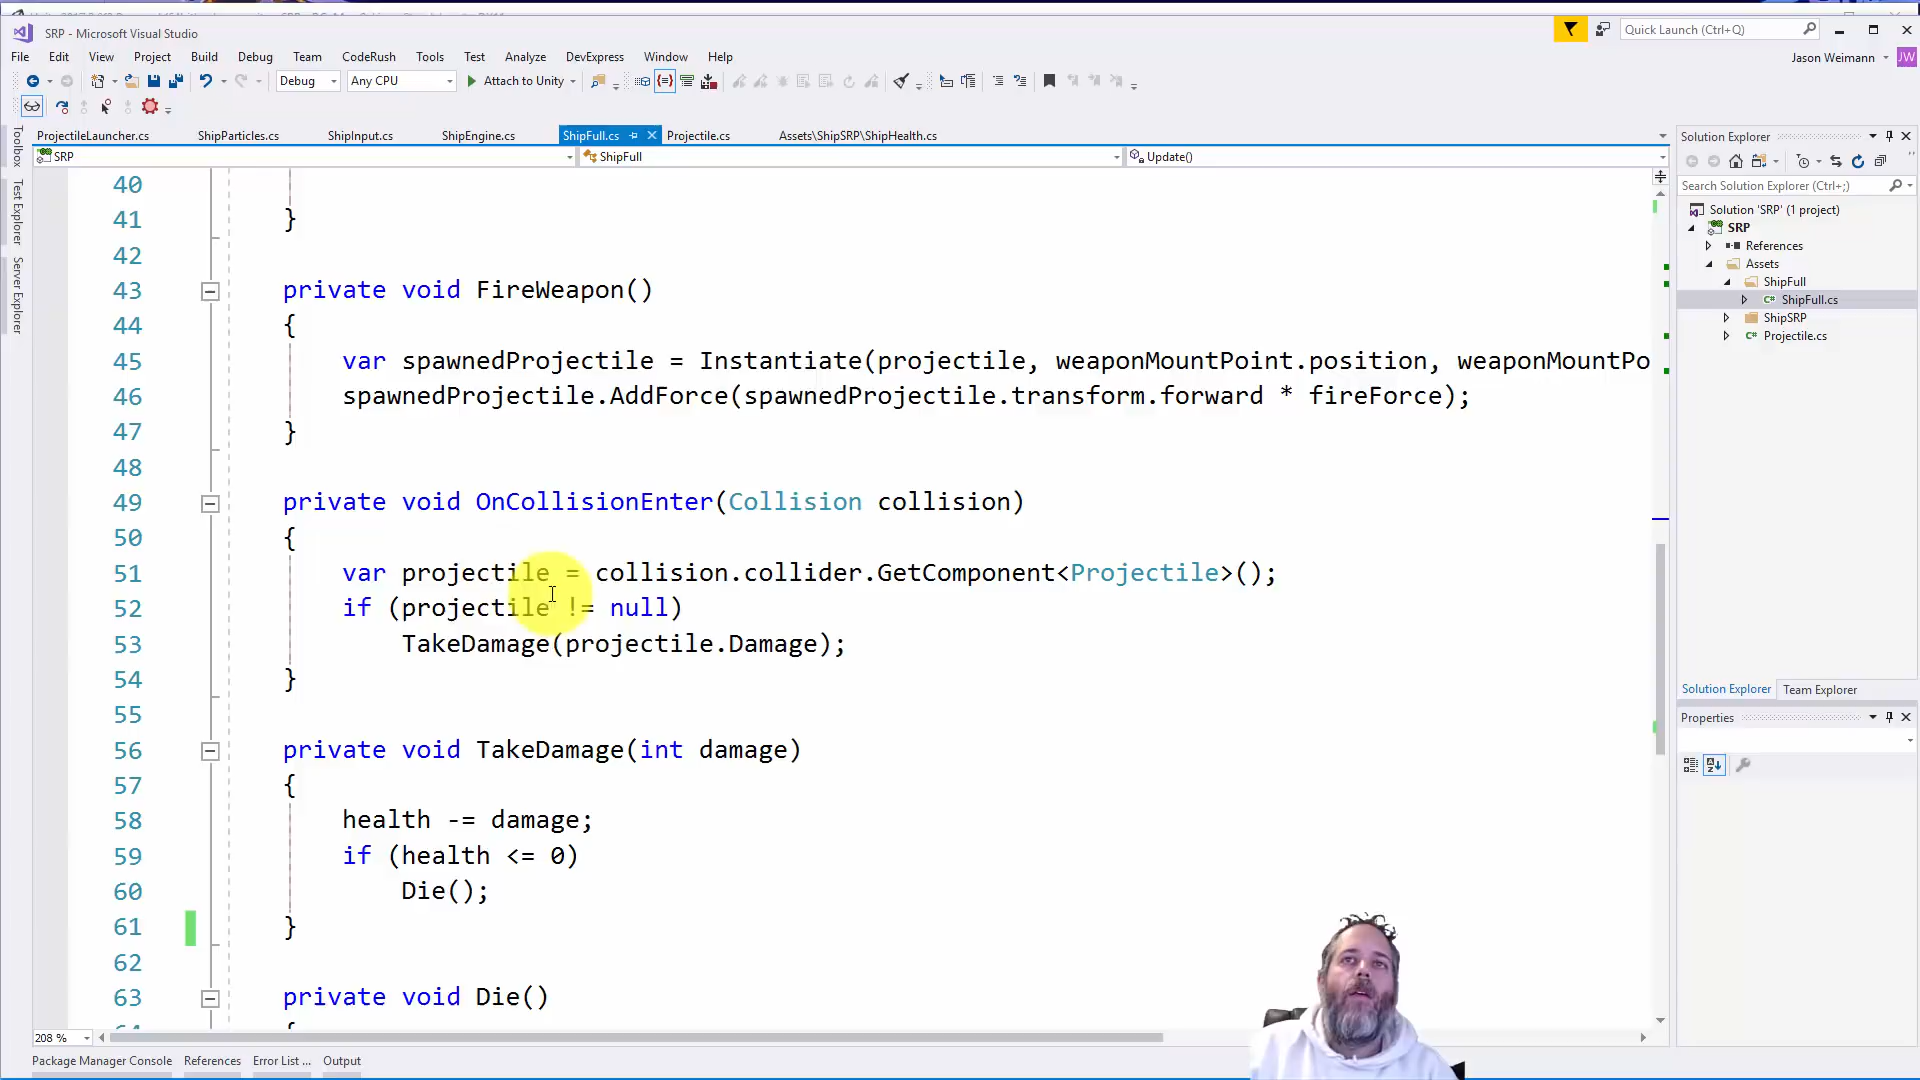 SRP - Microsoft Visual Studio
Quick Launch (Ctrl+Q)
File Edit View Project Build Debug Team CodeRush Tools Test Analyze DevExpress Window Help
Jason Weimann
JW
Debug
Any CPU
Attach to Unity
Toolbox
Test Explorer
Server Explorer
ProjectileLauncher.cs ShipParticles.cs ShipInput.cs ShipEngine.cs ShipFull.cs Projectile.cs Assets\ShipSRP\ShipHealth.cs
SRP ShipFull Update()
40
41 }
42
43 private void FireWeapon()
44 {
45 var spawnedProjectile = Instantiate(projectile, weaponMountPoint.position, weaponMountPo
46 spawnedProjectile.AddForce(spawnedProjectile.transform.forward * fireForce);
47 }
48
49 private void OnCollisionEnter(Collision collision)
50 {
51 var projectile = collision.collider.GetComponent<Projectile>();
52 if (projectile != null)
53 TakeDamage(projectile.Damage);
54 }
55
56 private void TakeDamage(int damage)
57 {
58 health -= damage;
59 if (health <= 0)
60 Die();
61 }
62
63 private void Die()
{
208 %
Package Manager Console References Error List ... Output
Solution Explorer
Search Solution Explorer (Ctrl+;)
Solution 'SRP' (1 project)
SRP
References
Assets
ShipFull
C# ShipFull.cs
ShipSRP
C# Projectile.cs
Solution Explorer Team Explorer
Properties